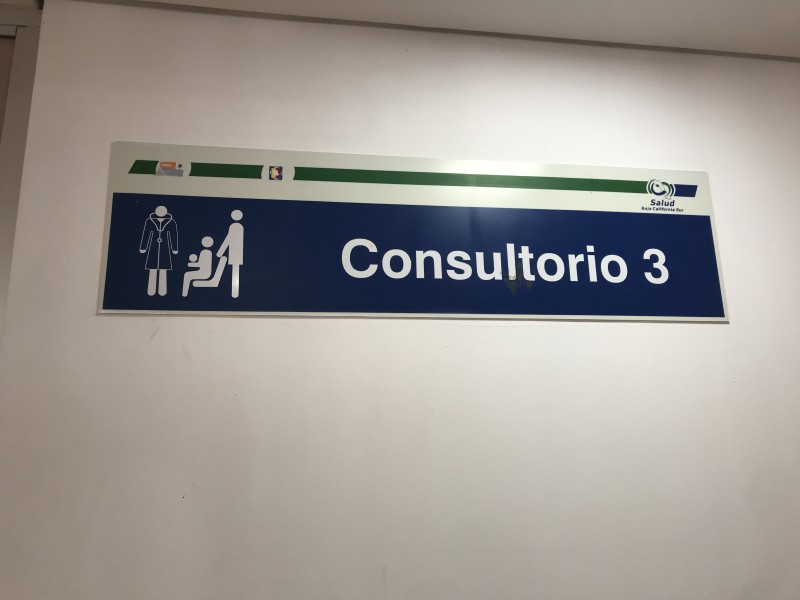 Salud
Baja California Sur
Consultorio 3